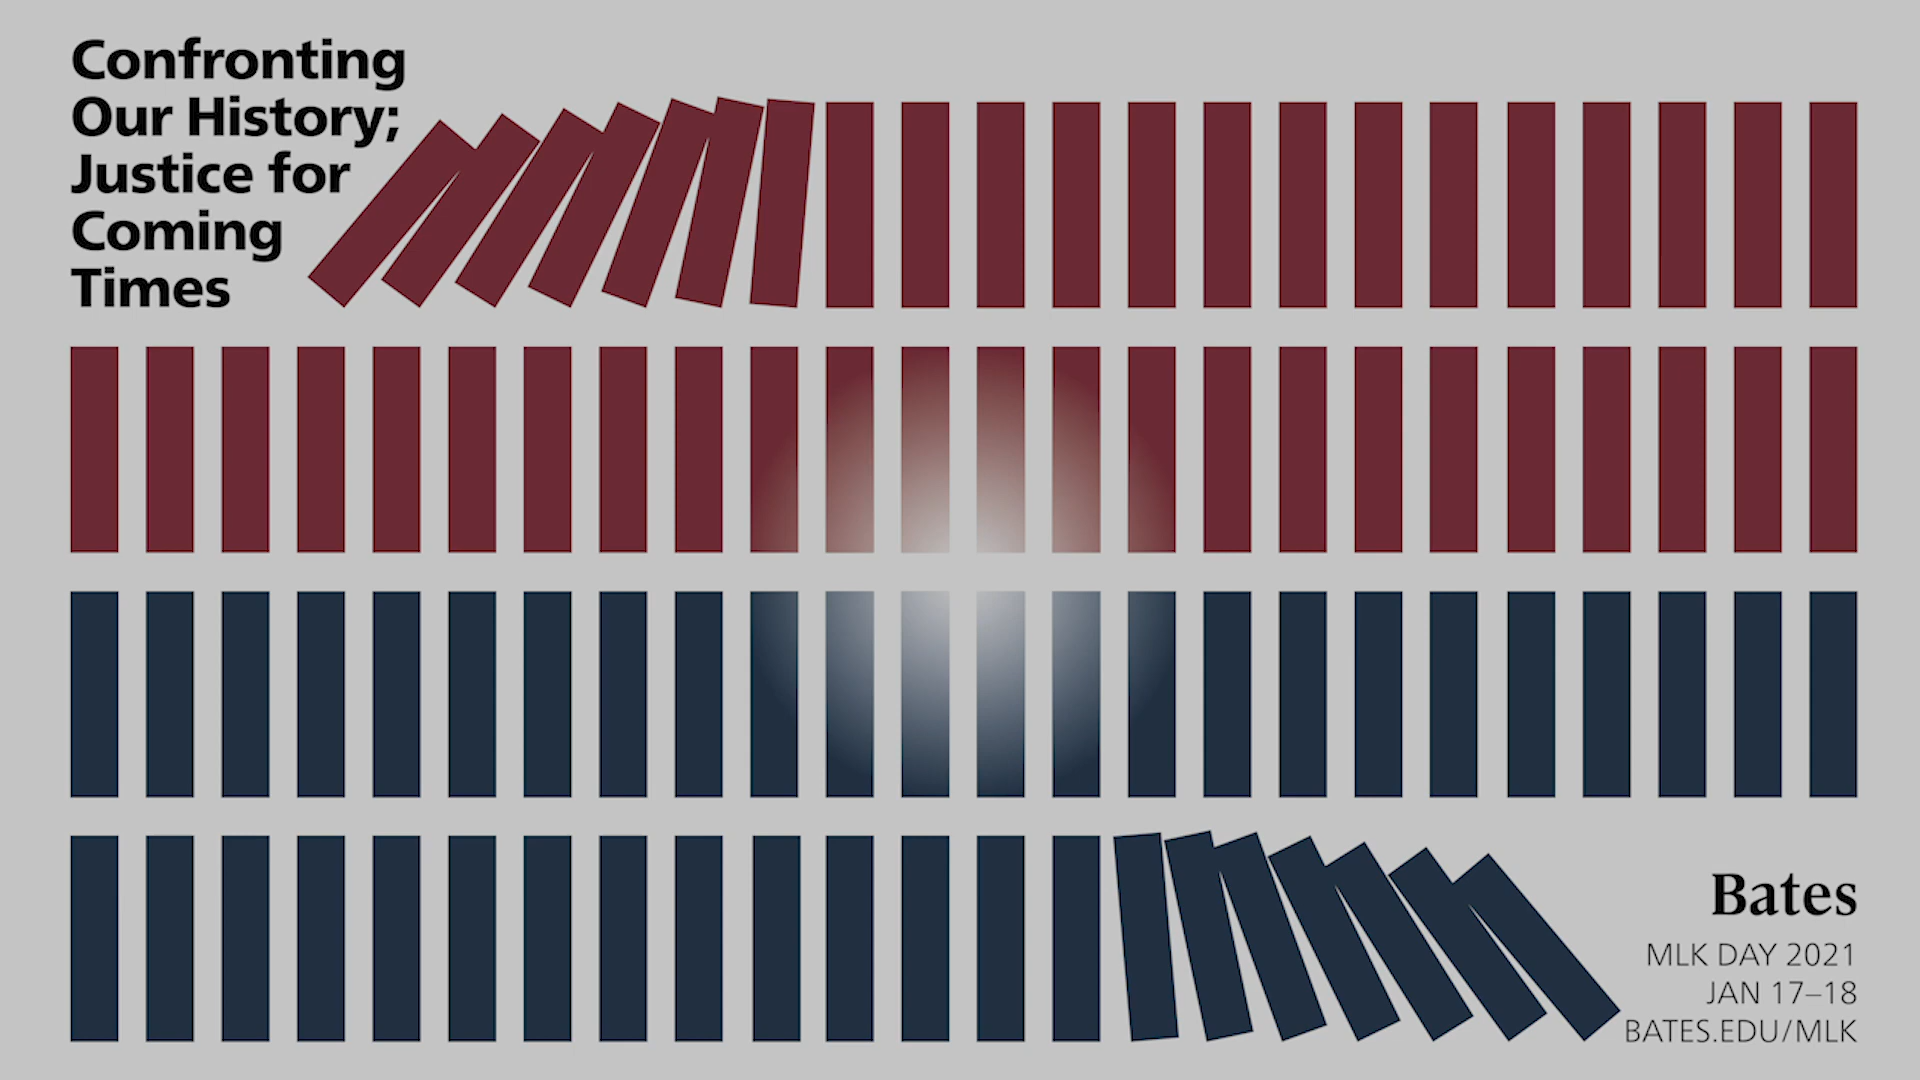 Confronting
Our History;
Justice for
Coming
Times
Bates
MLK DAY 2021
JAN 17–18
BATES.EDU/MLK